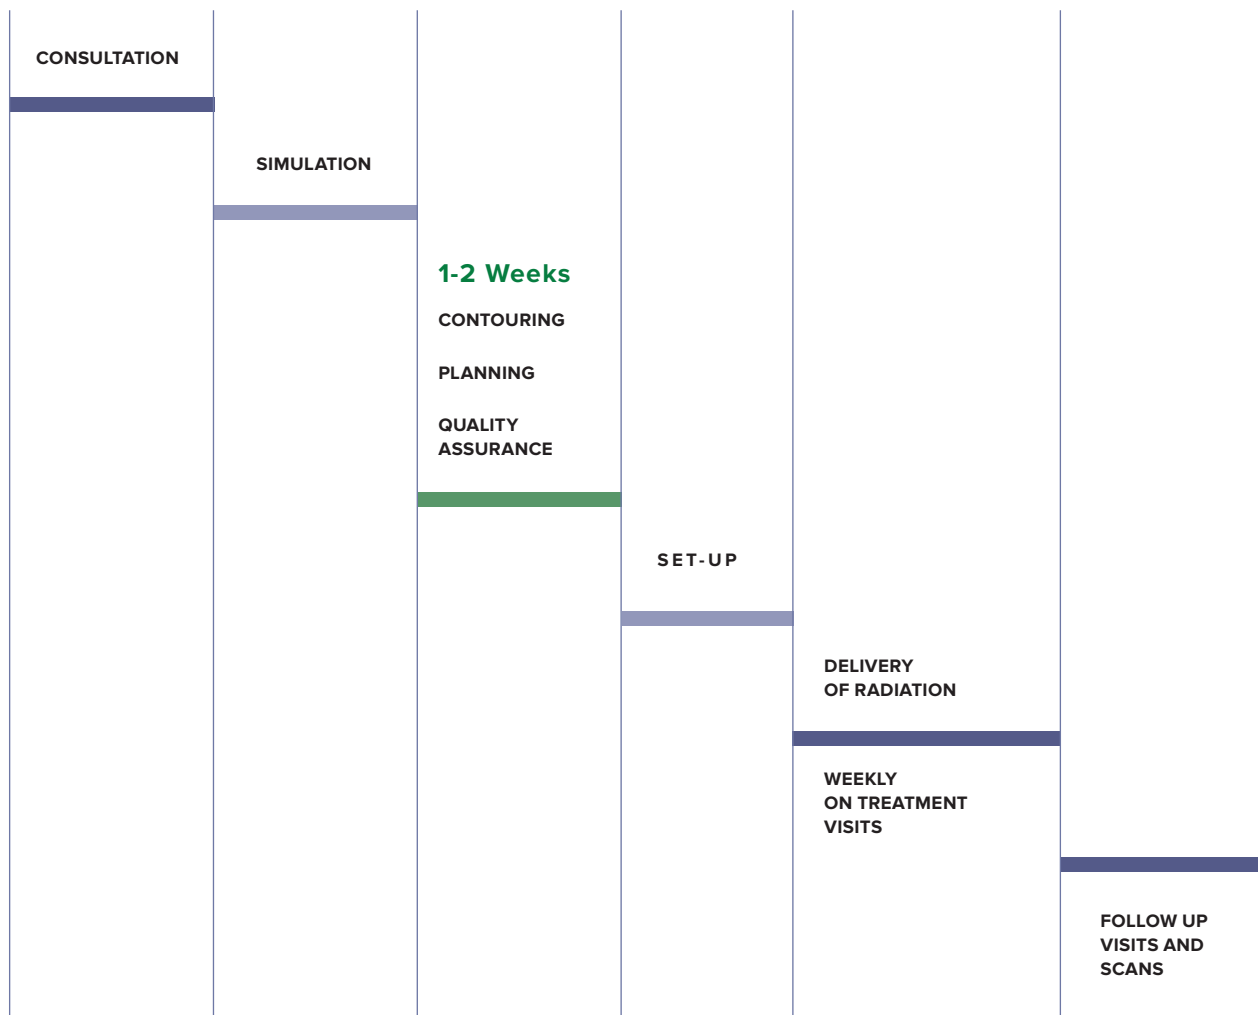 CONSULTATION
SIMULATION
1-2 Weeks
CONTOURING
PLANNING
QUALITY
ASSURANCE
SET-UP
DELIVERY
OF RADIATION
WEEKLY
ON TREATMENT
VISITS
FOLLOW UP
VISITS AND
SCANS